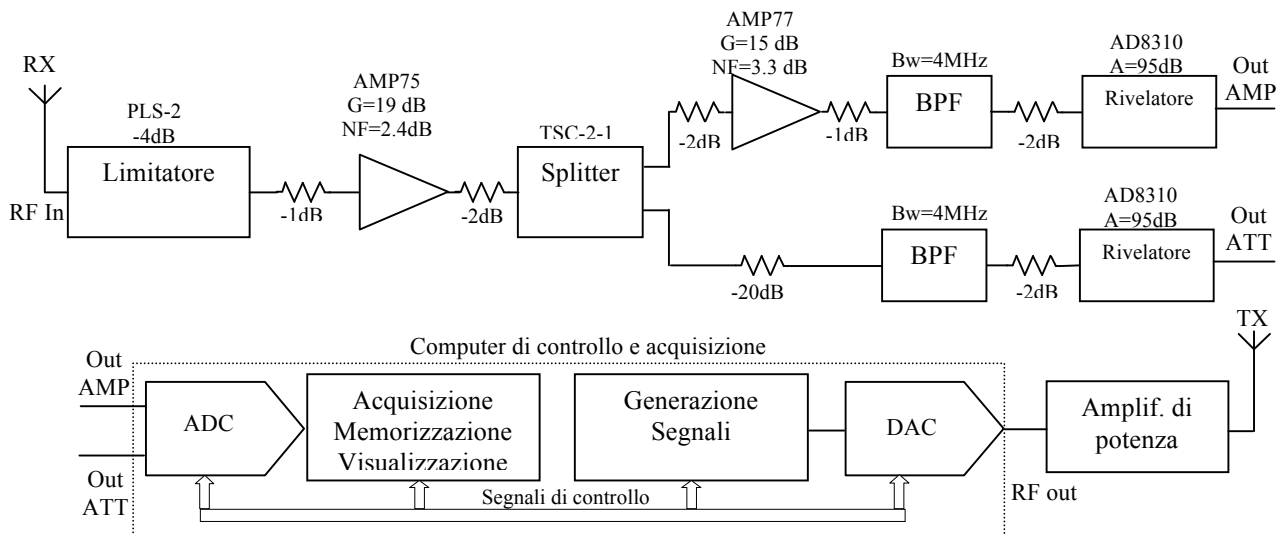 RX
RF In
PLS-2
-4dB
Limitatore
-1dB
AMP75
G=19 dB
NF=2.4dB
-2dB
TSC-2-1
Splitter
-2dB
AMP77
G=15 dB
NF=3.3 dB
-1dB
Bw=4MHz
BPF
-2dB
AD8310
A=95dB
Rivelatore
Out
AMP
-20dB
Bw=4MHz
BPF
-2dB
AD8310
A=95dB
Rivelatore
Out
ATT
Computer di controllo e acquisizione
Out
AMP
Out
ATT
ADC
Acquisizione
Memorizzazione
Visualizzazione
Generazione
Segnali
DAC
Segnali di controllo
RF out
Amplif. di
potenza
TX